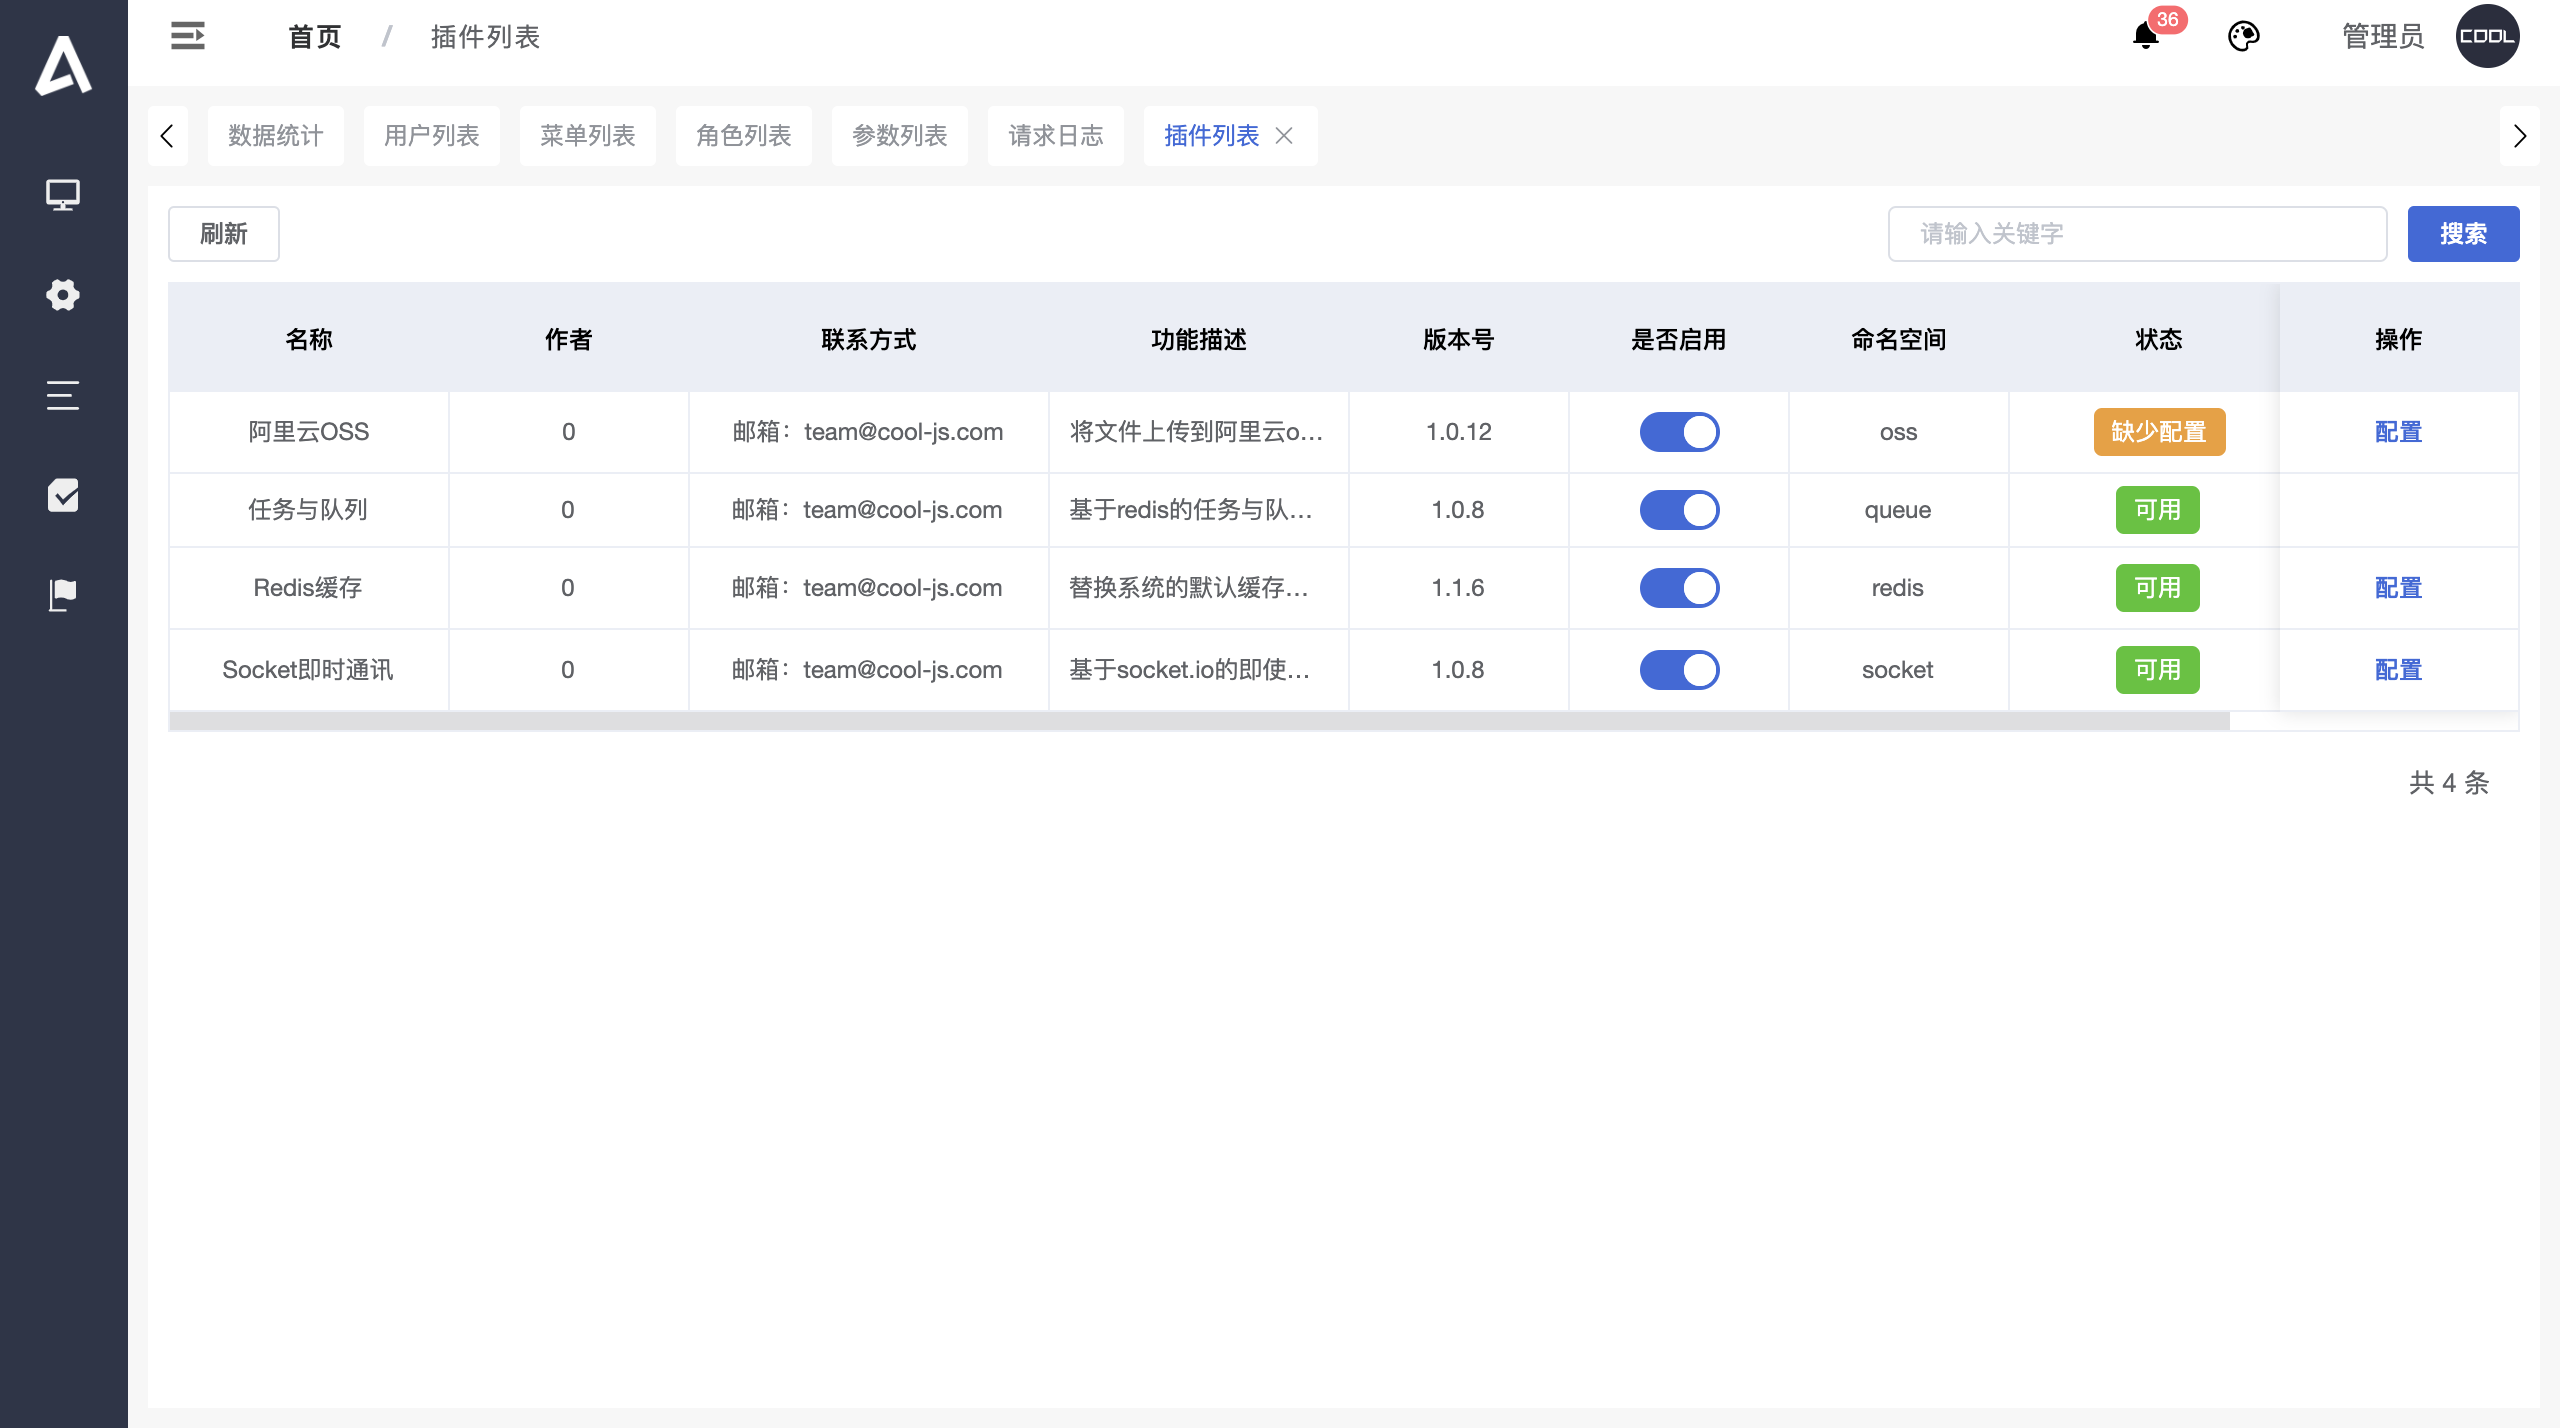 首页 / 插件列表
36
管理员
COOL
数据统计 用户列表 菜单列表 角色列表 参数列表 请求日志 插件列表
刷新 请输入关键字 搜索
名称 作者 联系方式 功能描述 版本号 是否启用 命名空间 状态 操作
阿里云OSS 0 邮箱：team@cool-js.com 将文件上传到阿里云o... 1.0.12 oss 缺少配置 配置
任务与队列 0 邮箱：team@cool-js.com 基于redis的任务与队... 1.0.8 queue 可用
Redis缓存 0 邮箱：team@cool-js.com 替换系统的默认缓存... 1.1.6 redis 可用 配置
Socket即时通讯 0 邮箱：team@cool-js.com 基于socket.io的即使... 1.0.8 socket 可用 配置
共 4 条